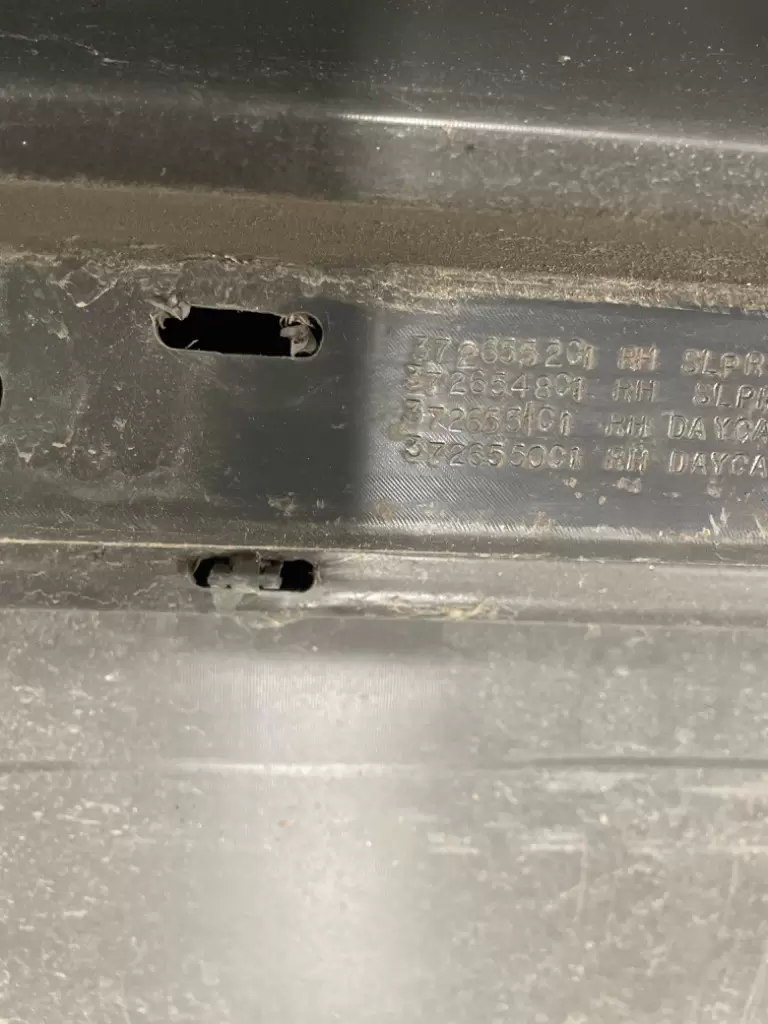 3726552C1 RH SLPR
3726548C1 RH SLPR
3726551C1 RH DAYCA
3726550C1 RH DAYCA